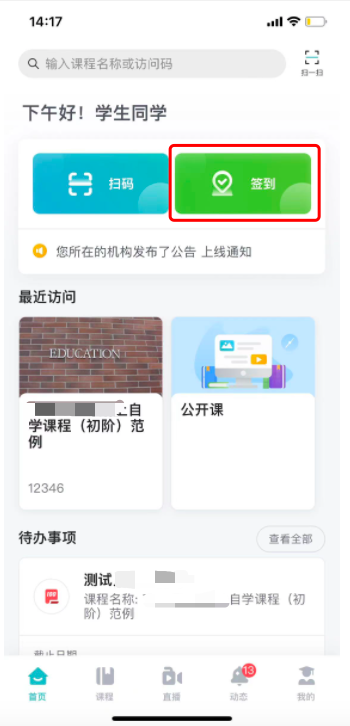 14:17
输入课程名称或访问码
扫一扫
下午好！学生同学
扫码
签到
您所在的机构发布了公告 上线通知
最近访问
EDUCATION
自
学课程（初阶）范
例
12346
公开课
待办事项
查看全部
测试
课程名称:
自学课程（初
阶）范例
截止日期
13
首页
课程
直播
动态
我的